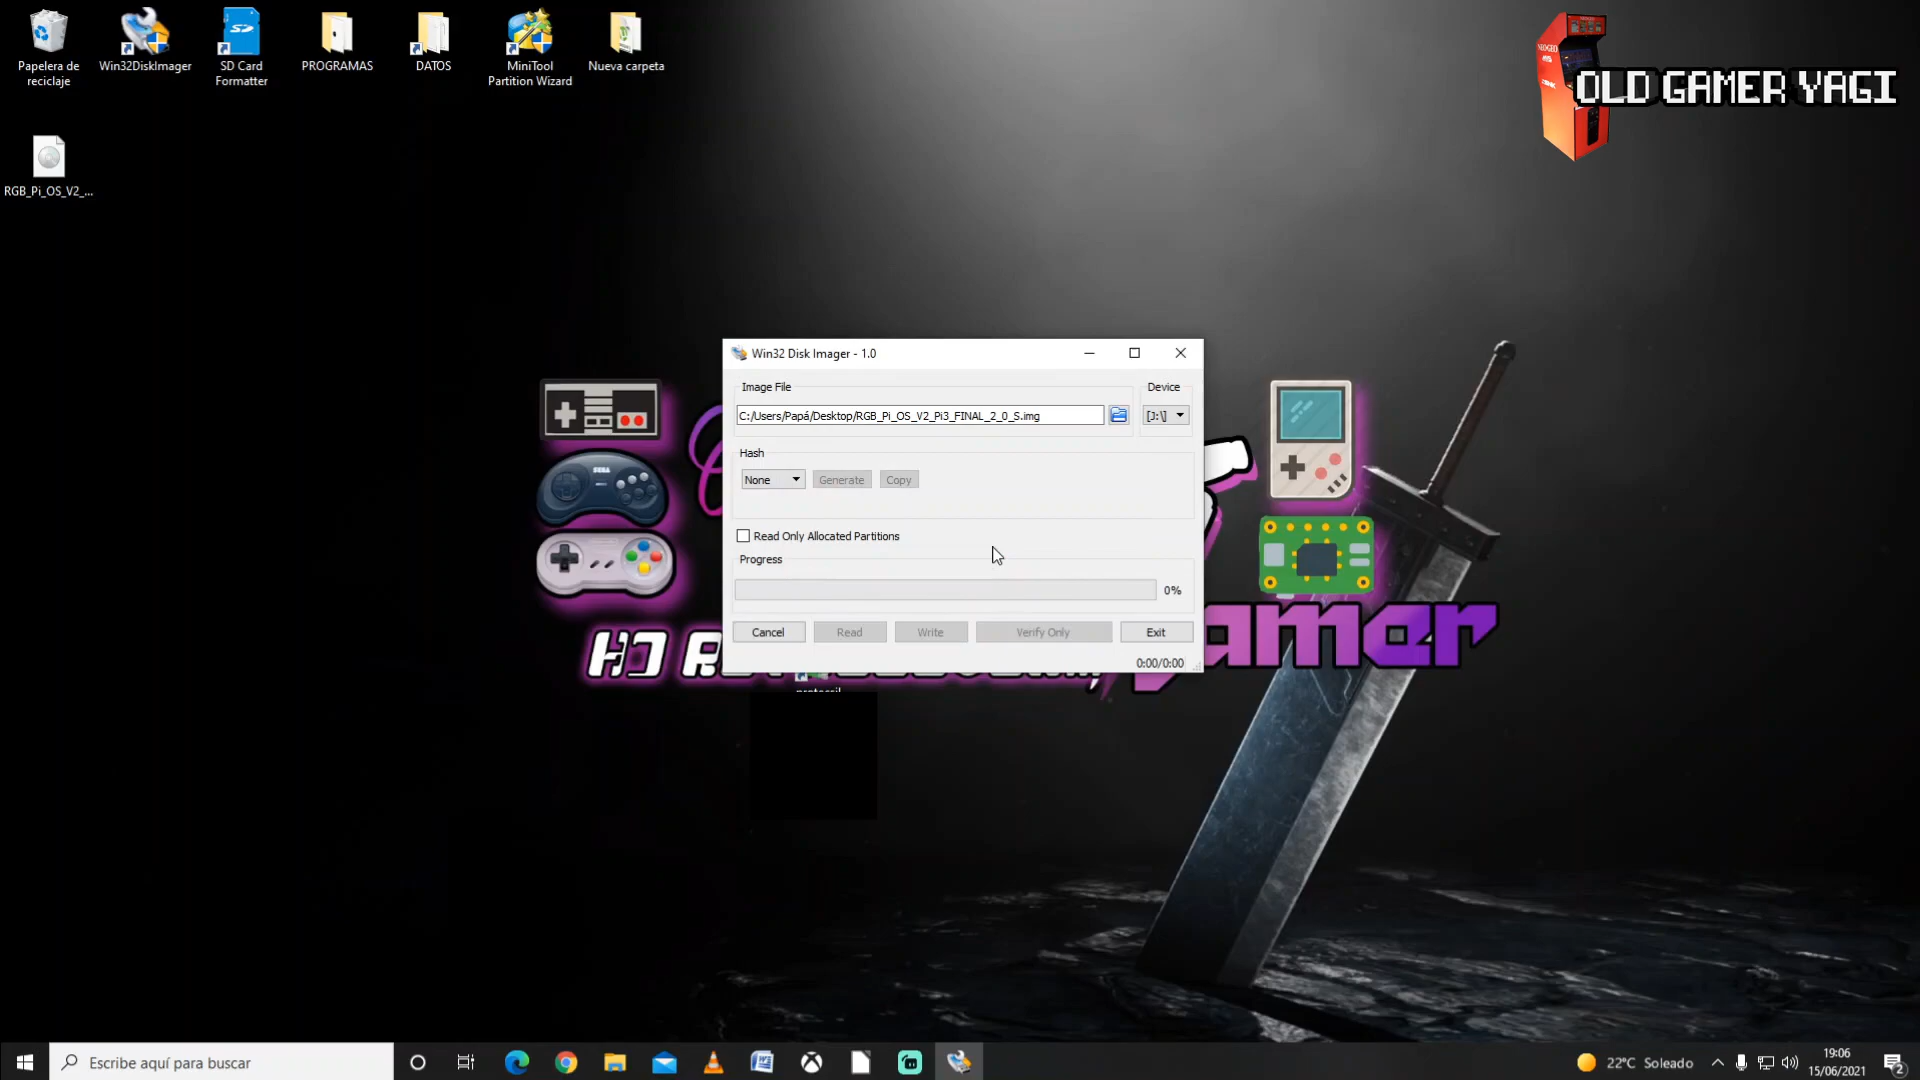 Papelera de
reciclaje
Win32DiskImager
SD Card
Formatter
PROGRAMAS
DATOS
MiniTool
Partition Wizard
Nueva carpeta
RGB_Pi_OS_V2_...
NEOGEO
OLD GAMER YAGI
Win32 Disk Imager - 1.0
Image File
Device
C:/Users/Papá/Desktop/RGB_Pi_OS_V2_Pi3_FINAL_2_0_S.img
[J:\]
Hash
None
Generate
Copy
Read Only Allocated Partitions
Progress
0%
Cancel
Read
Write
Verify Only
Exit
0:00/0:00
SEGA
Escribe aquí para buscar
22°C Soleado
19:06
15/06/2021
2